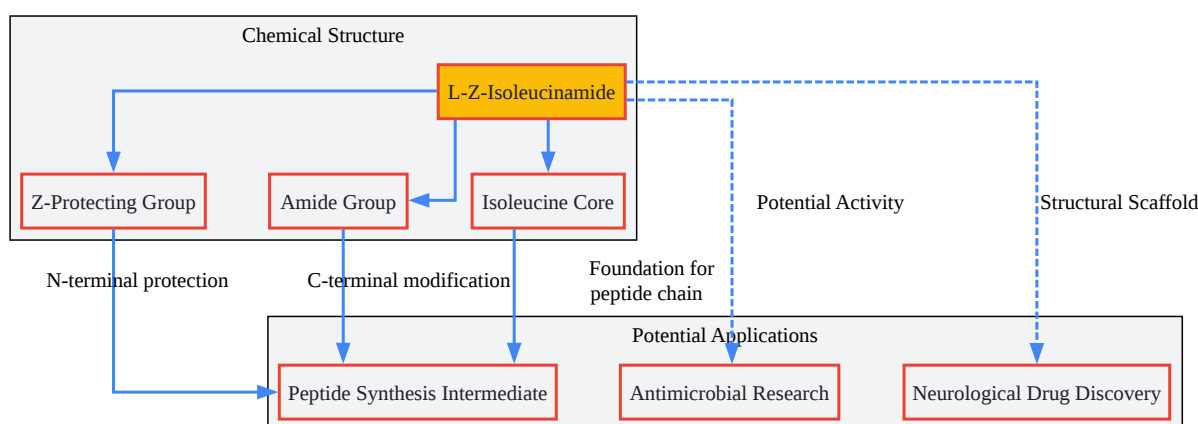 Chemical Structure
L-Z-Isoleucinamide
Z-Protecting Group
Amide Group
Isoleucine Core
Potential Activity
Structural Scaffold
N-terminal protection
C-terminal modification
Foundation for
peptide chain
Potential Applications
Peptide Synthesis Intermediate
Antimicrobial Research
Neurological Drug Discovery